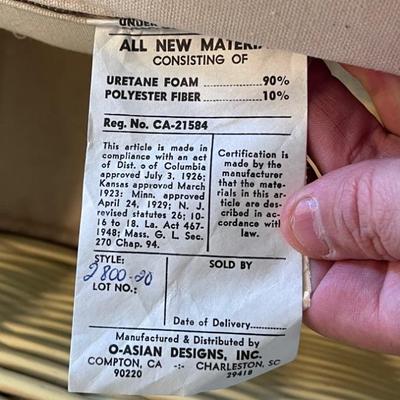 UNDER
ALL NEW MATERI
CONSISTING OF
URETANE FOAM 90%
POLYESTER FIBER 10%
Reg. No. CA-21584
This article is made in
compliance with an act
of Dist. of Columbia
approved July 3, 1926;
Kansas approved March
1923; Minn. approved
April 24, 1929; N. J.
revised statutes 26; 10-
16 to 18. La. Act 467-
1948; Mass. G. L. Sec.
270 Chap. 94.
Certification is
made by the
manufacturer
that the mate-
rials in this
article are des-
cribed in ac-
cordance with
law.
STYLE:
2800-20
LOT NO.:
SOLD BY
Date of Delivery
Manufactured & Distributed by
O-ASIAN DESIGNS, INC.
COMPTON, CA -:- CHARLESTON, SC
90220 29418